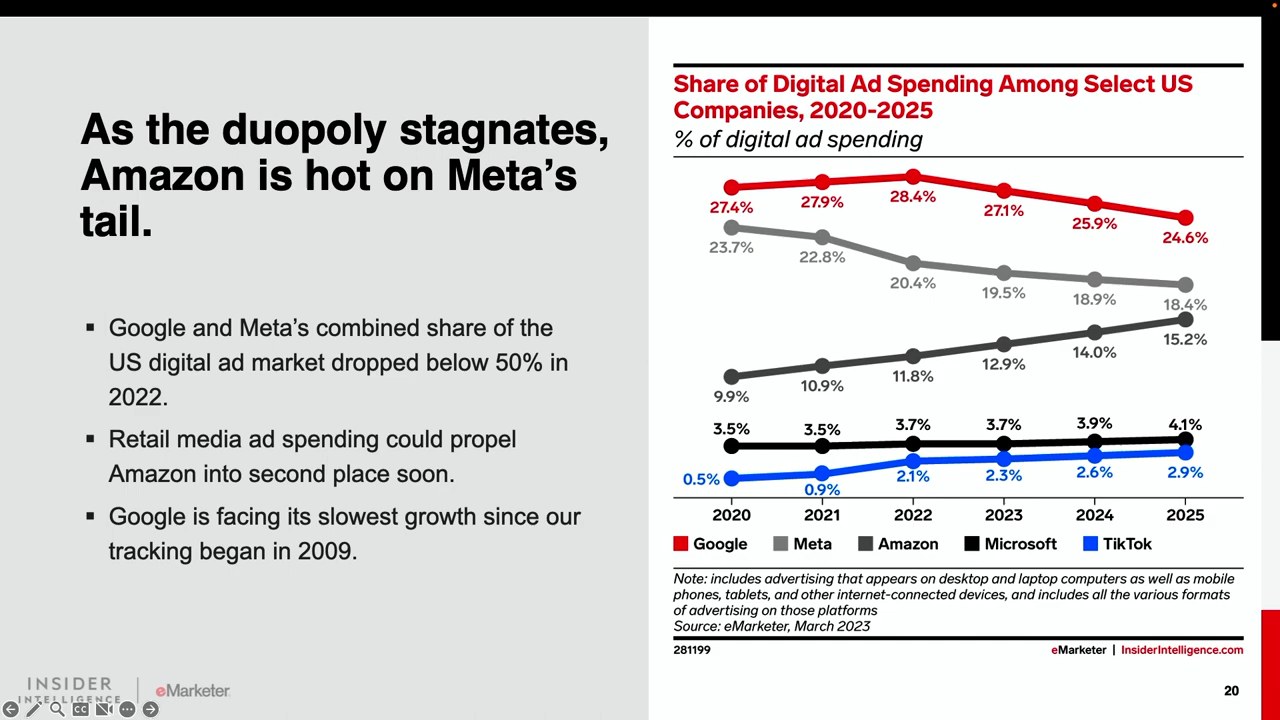 As the duopoly stagnates,
Amazon is hot on Meta’s
tail.
▪ Google and Meta’s combined share of the
US digital ad market dropped below 50% in
2022.
▪ Retail media ad spending could propel
Amazon into second place soon.
▪ Google is facing its slowest growth since our
tracking began in 2009.
INSIDER
INTELLIGENCE
eMarketer
CC
Share of Digital Ad Spending Among Select US
Companies, 2020-2025
% of digital ad spending
27.4% 27.9% 28.4% 27.1% 25.9% 24.6%
23.7% 22.8% 20.4% 19.5% 18.9% 18.4%
9.9% 10.9% 11.8% 12.9% 14.0% 15.2%
3.5% 3.5% 3.7% 3.7% 3.9% 4.1%
0.5% 0.9% 2.1% 2.3% 2.6% 2.9%
2020 2021 2022 2023 2024 2025
Google Meta Amazon Microsoft TikTok
Note: includes advertising that appears on desktop and laptop computers as well as mobile
phones, tablets, and other internet-connected devices, and includes all the various formats
of advertising on those platforms
Source: eMarketer, March 2023
281199 eMarketer | InsiderIntelligence.com
20